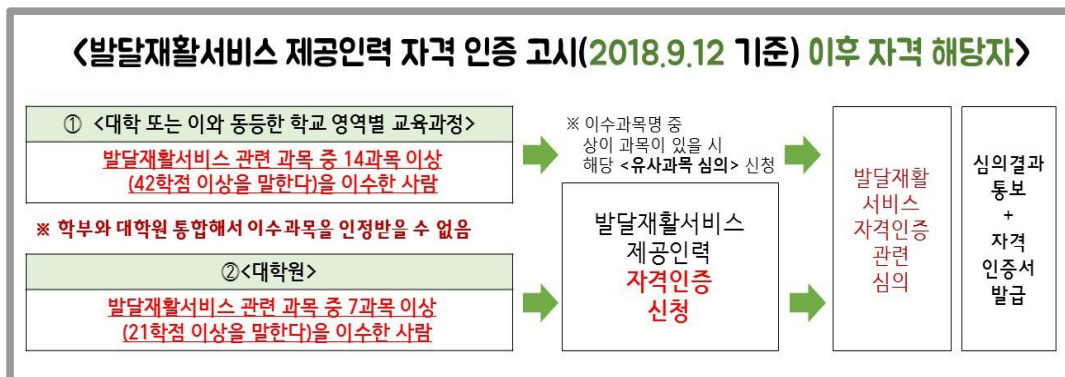 <발달재활서비스 제공인력 자격 인증 고시(2018.9.12 기준) 이후 자격 해당자>
① <대학 또는 이와 동등한 학교 영역별 교육과정>
발달재활서비스 관련 과목 중 14과목 이상
(42학점 이상을 말한다)을 이수한 사람
※ 학부와 대학원 통합해서 이수과목을 인정받을 수 없음
②<대학원>
발달재활서비스 관련 과목 중 7과목 이상
(21학점 이상을 말한다)을 이수한 사람
※ 이수과목명 중
상이 과목이 있을 시
해당 <유사과목 심의> 신청
발달재활서비스
제공인력
자격인증
신청
발달재활
서비스
자격인증
관련
심의
심의결과
통보
+
자격
인증서
발급